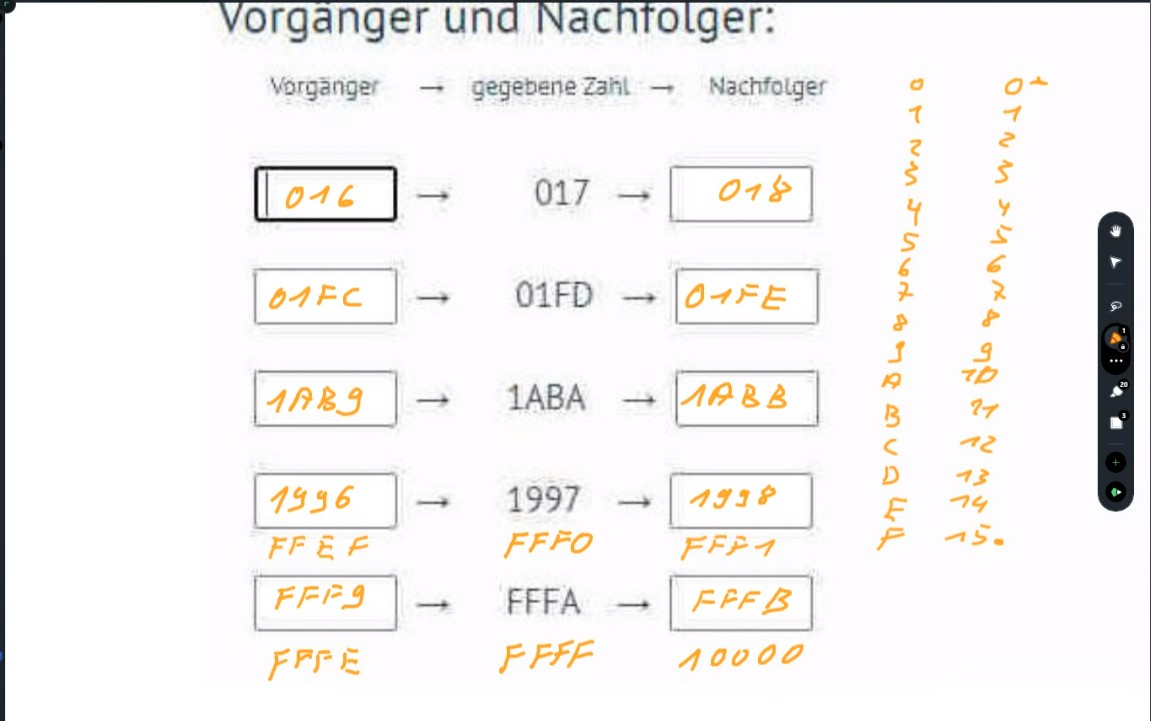 Vorgänger und Nachfolger:
Vorgänger → gegebene Zahl → Nachfolger
016 → 017 → 018
01FC → 01FD → 01FE
1AB9 → 1ABA → 1ABB
1996 → 1997 → 1998
FFEF FFF0 FFF1
FFF9 → FFFA → FFFB
FFFE FFFF 10000
0 0
1 1
2 2
3 3
4 4
5 5
6 6
7 7
8 8
9 9
A 10
B 11
C 12
D 13
E 14
F 15.
1
20
3